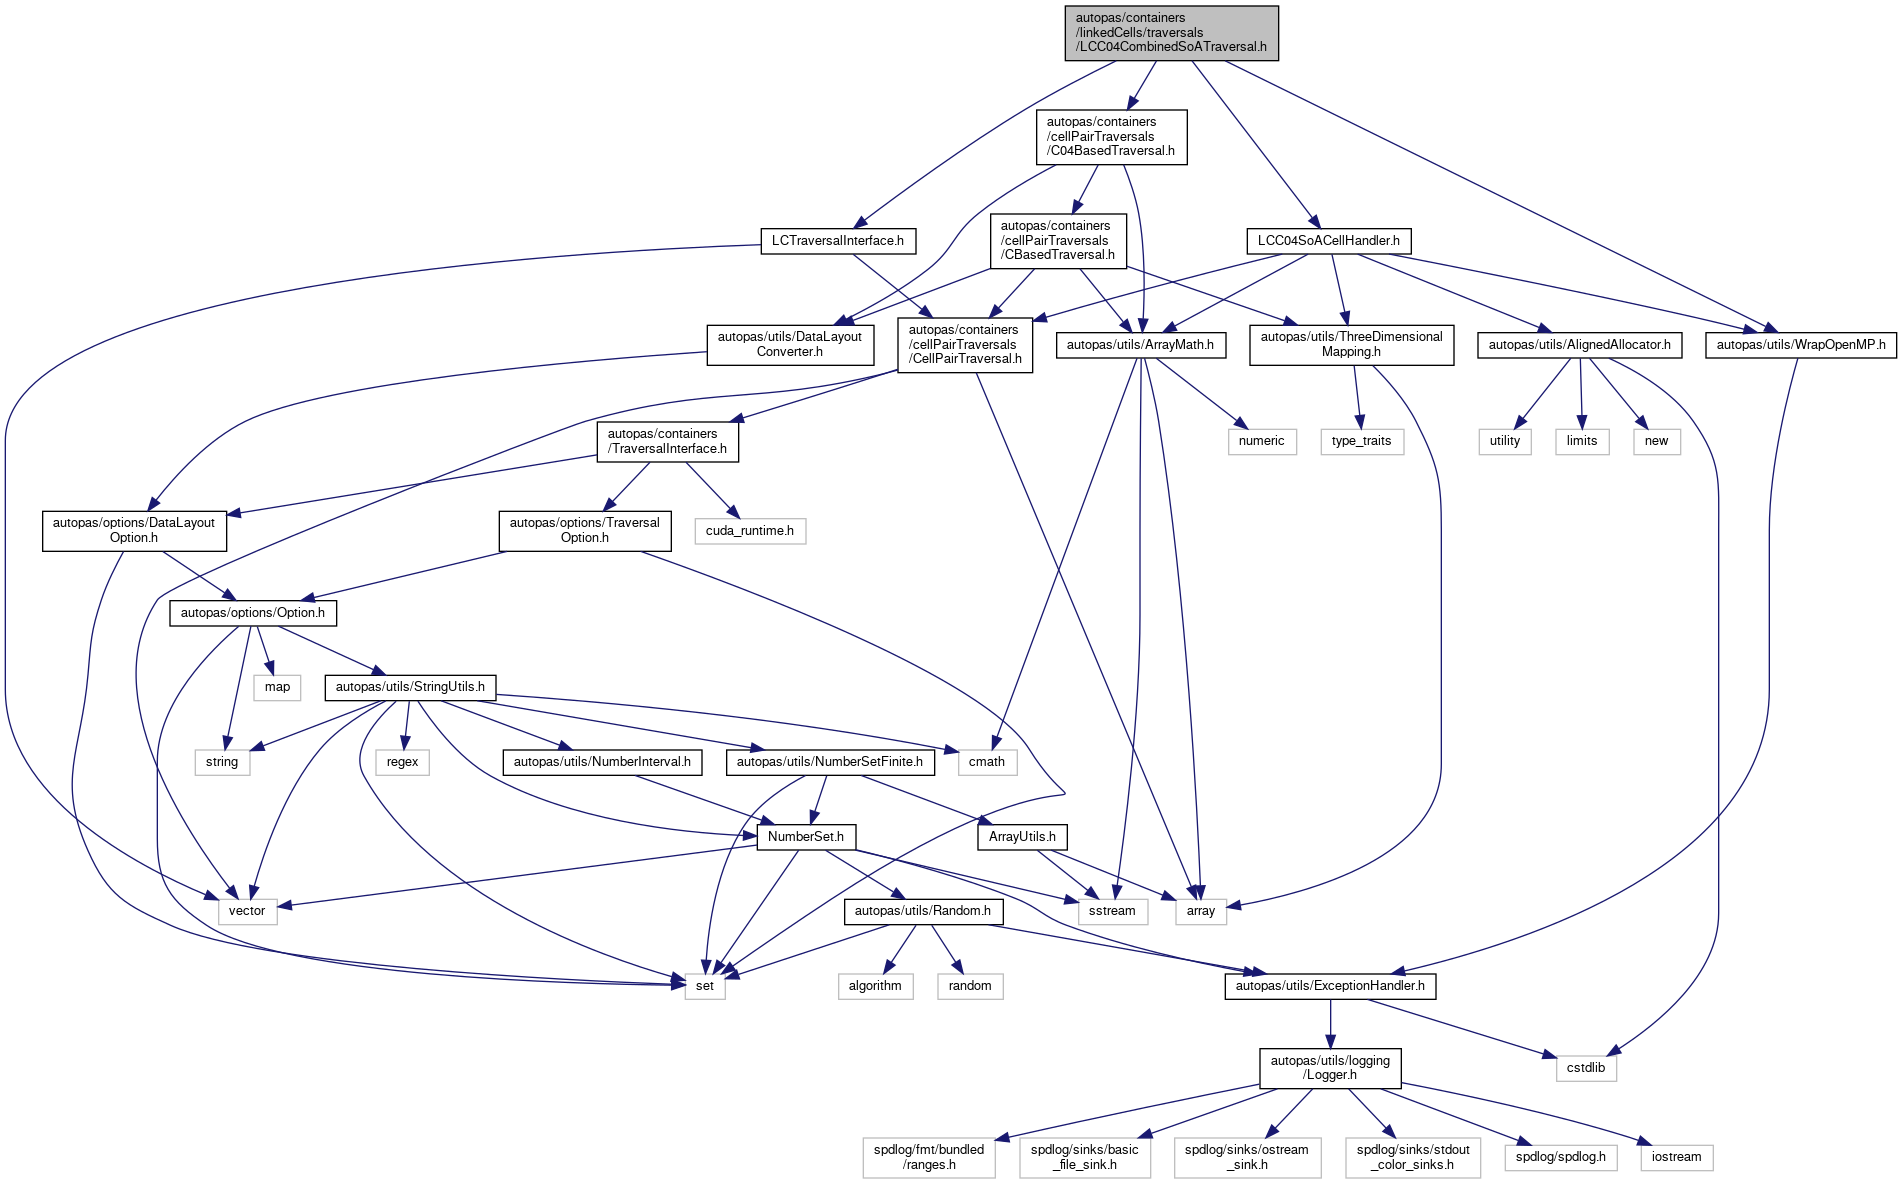 autopas/containers
/linkedCells/traversals
/LCC04CombinedSoATraversal.h
autopas/containers
/cellPairTraversals
/C04BasedTraversal.h
LCTraversalInterface.h
autopas/containers
/cellPairTraversals
/CBasedTraversal.h
LCC04SoACellHandler.h
autopas/utils/DataLayout
Converter.h
autopas/containers
/cellPairTraversals
/CellPairTraversal.h
autopas/utils/ArrayMath.h
autopas/utils/ThreeDimensional
Mapping.h
autopas/utils/AlignedAllocator.h
autopas/utils/WrapOpenMP.h
autopas/containers
/TraversalInterface.h
numeric
type_traits
utility
limits
new
autopas/options/DataLayout
Option.h
autopas/options/Traversal
Option.h
cuda_runtime.h
autopas/options/Option.h
map
autopas/utils/StringUtils.h
string
regex
autopas/utils/NumberInterval.h
autopas/utils/NumberSetFinite.h
cmath
NumberSet.h
ArrayUtils.h
vector
autopas/utils/Random.h
sstream
array
set
algorithm
random
autopas/utils/ExceptionHandler.h
autopas/utils/logging
/Logger.h
cstdlib
spdlog/fmt/bundled
/ranges.h
spdlog/sinks/basic
_file_sink.h
spdlog/sinks/ostream
_sink.h
spdlog/sinks/stdout
_color_sinks.h
spdlog/spdlog.h
iostream